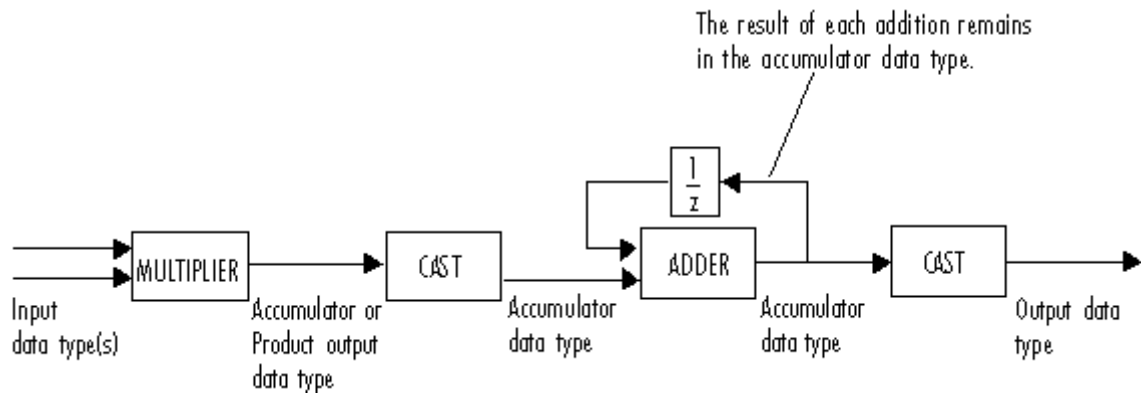 The result of each addition remains
in the accumulator data type.
1
z
MULTIPLIER
CAST
ADDER
CAST
Input
data type(s)
Accumulator or
Product output
data type
Accumulator
data type
Accumulator
data type
Output data
type